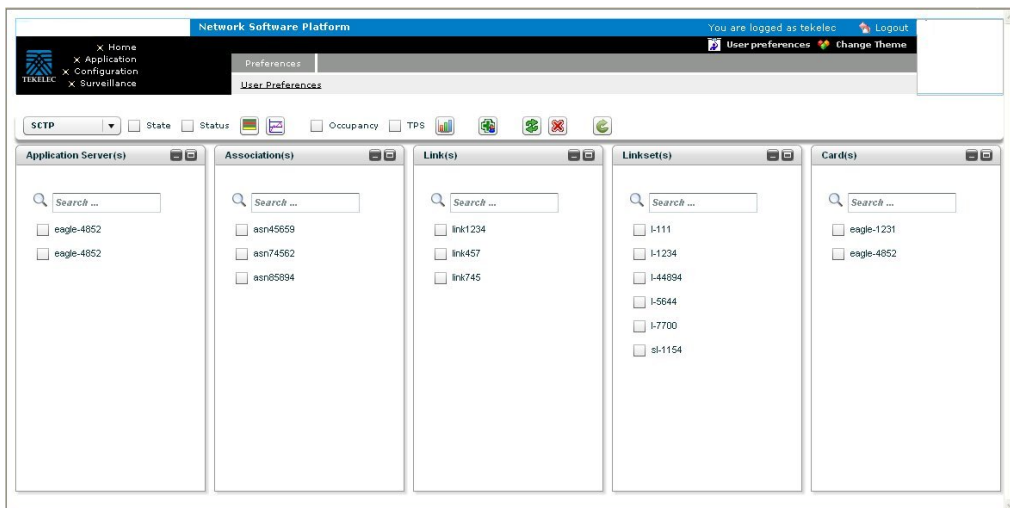 Network Software Platform
You are logged as tekelec
Logout
User preferences
Change Theme
TEKELEC
Home
Application
Configuration
Surveillance
Preferences
User Preferences
SCTP
State
Status
Occupancy
TPS
Application Server(s)
Search ...
eagle-4852
eagle-4852
Association(s)
Search ...
asn45659
asn74562
asn85894
Link(s)
Search ...
link1234
link457
link745
Linkset(s)
Search ...
l-111
l-1234
l-44894
l-5644
l-7700
sl-1154
Card(s)
Search ...
eagle-1231
eagle-4852